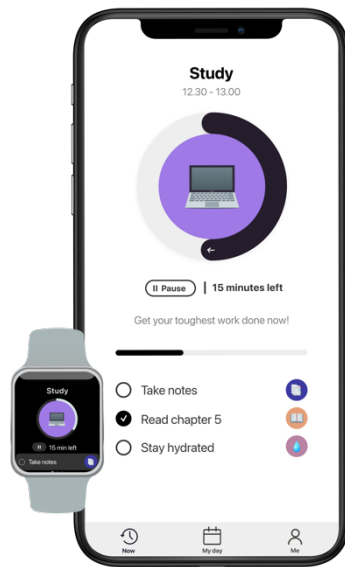 Study
12.30 - 13.00
Pause
15 minutes left
Get your toughest work done now!
Take notes
Read chapter 5
Stay hydrated
Now
My day
Me
Study
15 min left
Take notes